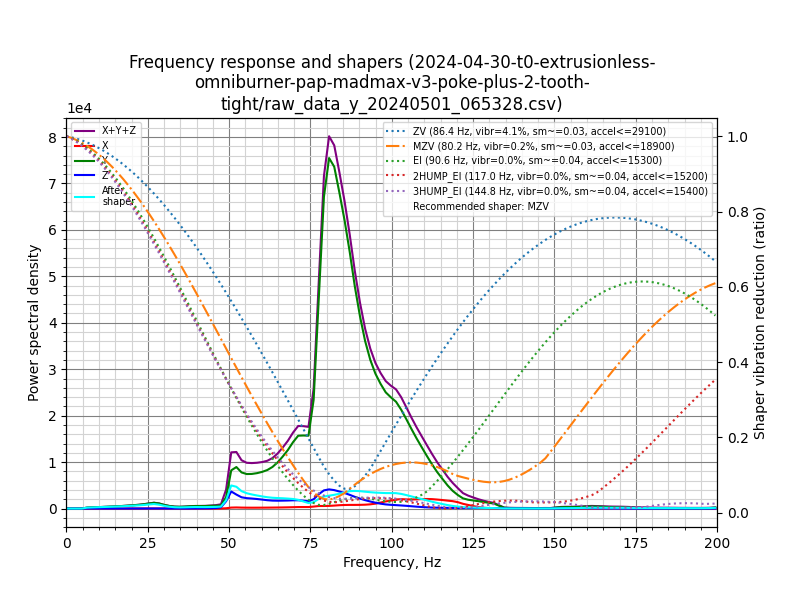 Frequency response and shapers (2024-04-30-t0-extrusionless-
omniburner-pap-madmax-v3-poke-plus-2-tooth-
tight/raw_data_y_20240501_065328.csv)
1e4
X+Y+Z
X
Y
Z
After
shaper
ZV (86.4 Hz, vibr=4.1%, sm~=0.03, accel<=29100)
MZV (80.2 Hz, vibr=0.2%, sm~=0.03, accel<=18900)
EI (90.6 Hz, vibr=0.0%, sm~=0.04, accel<=15300)
2HUMP_EI (117.0 Hz, vibr=0.0%, sm~=0.04, accel<=15200)
3HUMP_EI (144.8 Hz, vibr=0.0%, sm~=0.04, accel<=15400)
Recommended shaper: MZV
8
7
6
5
4
3
2
1
0
Power spectral density
1.0
0.8
0.6
0.4
0.2
0.0
Shaper vibration reduction (ratio)
0 25 50 75 100 125 150 175 200
Frequency, Hz